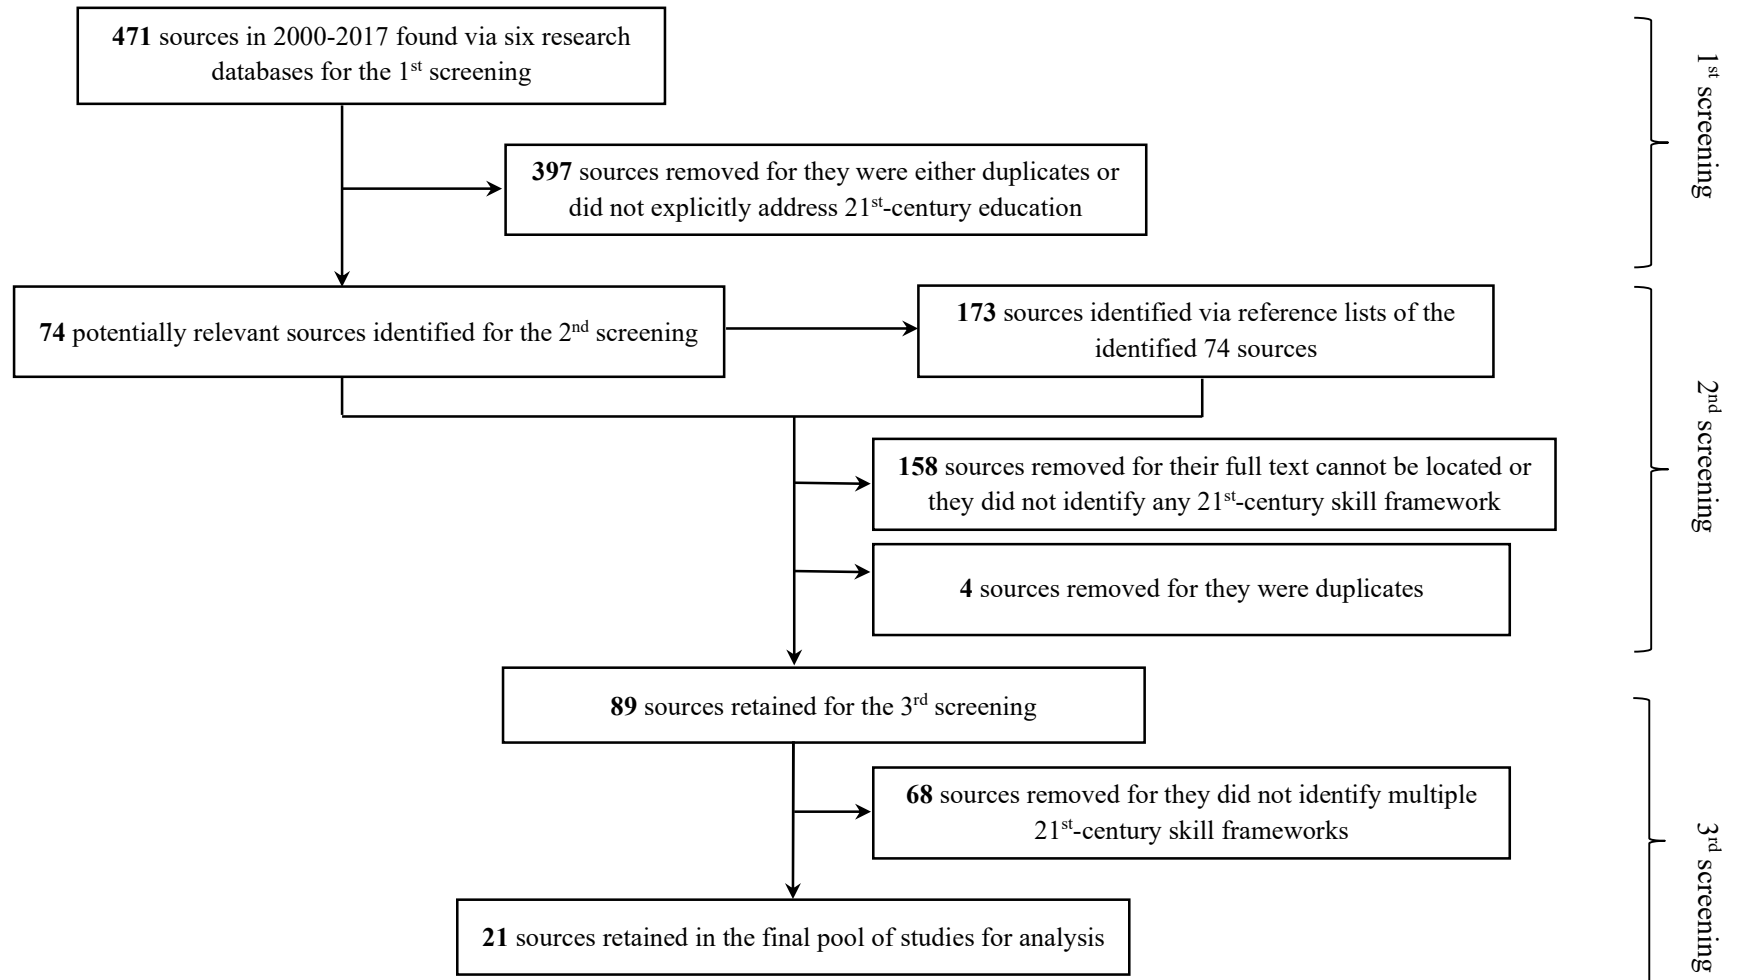 471 sources in 2000-2017 found via six research
databases for the 1st screening
397 sources removed for they were either duplicates or
did not explicitly address 21st-century education
1st screening
74 potentially relevant sources identified for the 2nd screening
173 sources identified via reference lists of the
identified 74 sources
158 sources removed for their full text cannot be located or
they did not identify any 21st-century skill framework
4 sources removed for they were duplicates
2nd screening
89 sources retained for the 3rd screening
68 sources removed for they did not identify multiple
21st-century skill frameworks
21 sources retained in the final pool of studies for analysis
3rd screening